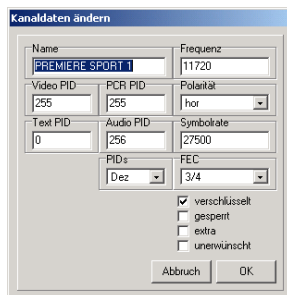 Kanaldaten ändern
Name
PREMIERE SPORT 1
Frequenz
11720
Video PID
255
PCR PID
255
Polarität
hor
Text PID
0
Audio PID
256
Symbolrate
27500
PIDs
Dez
FEC
3/4
verschlüsselt
gesperrt
extra
unerwünscht
Abbruch
OK